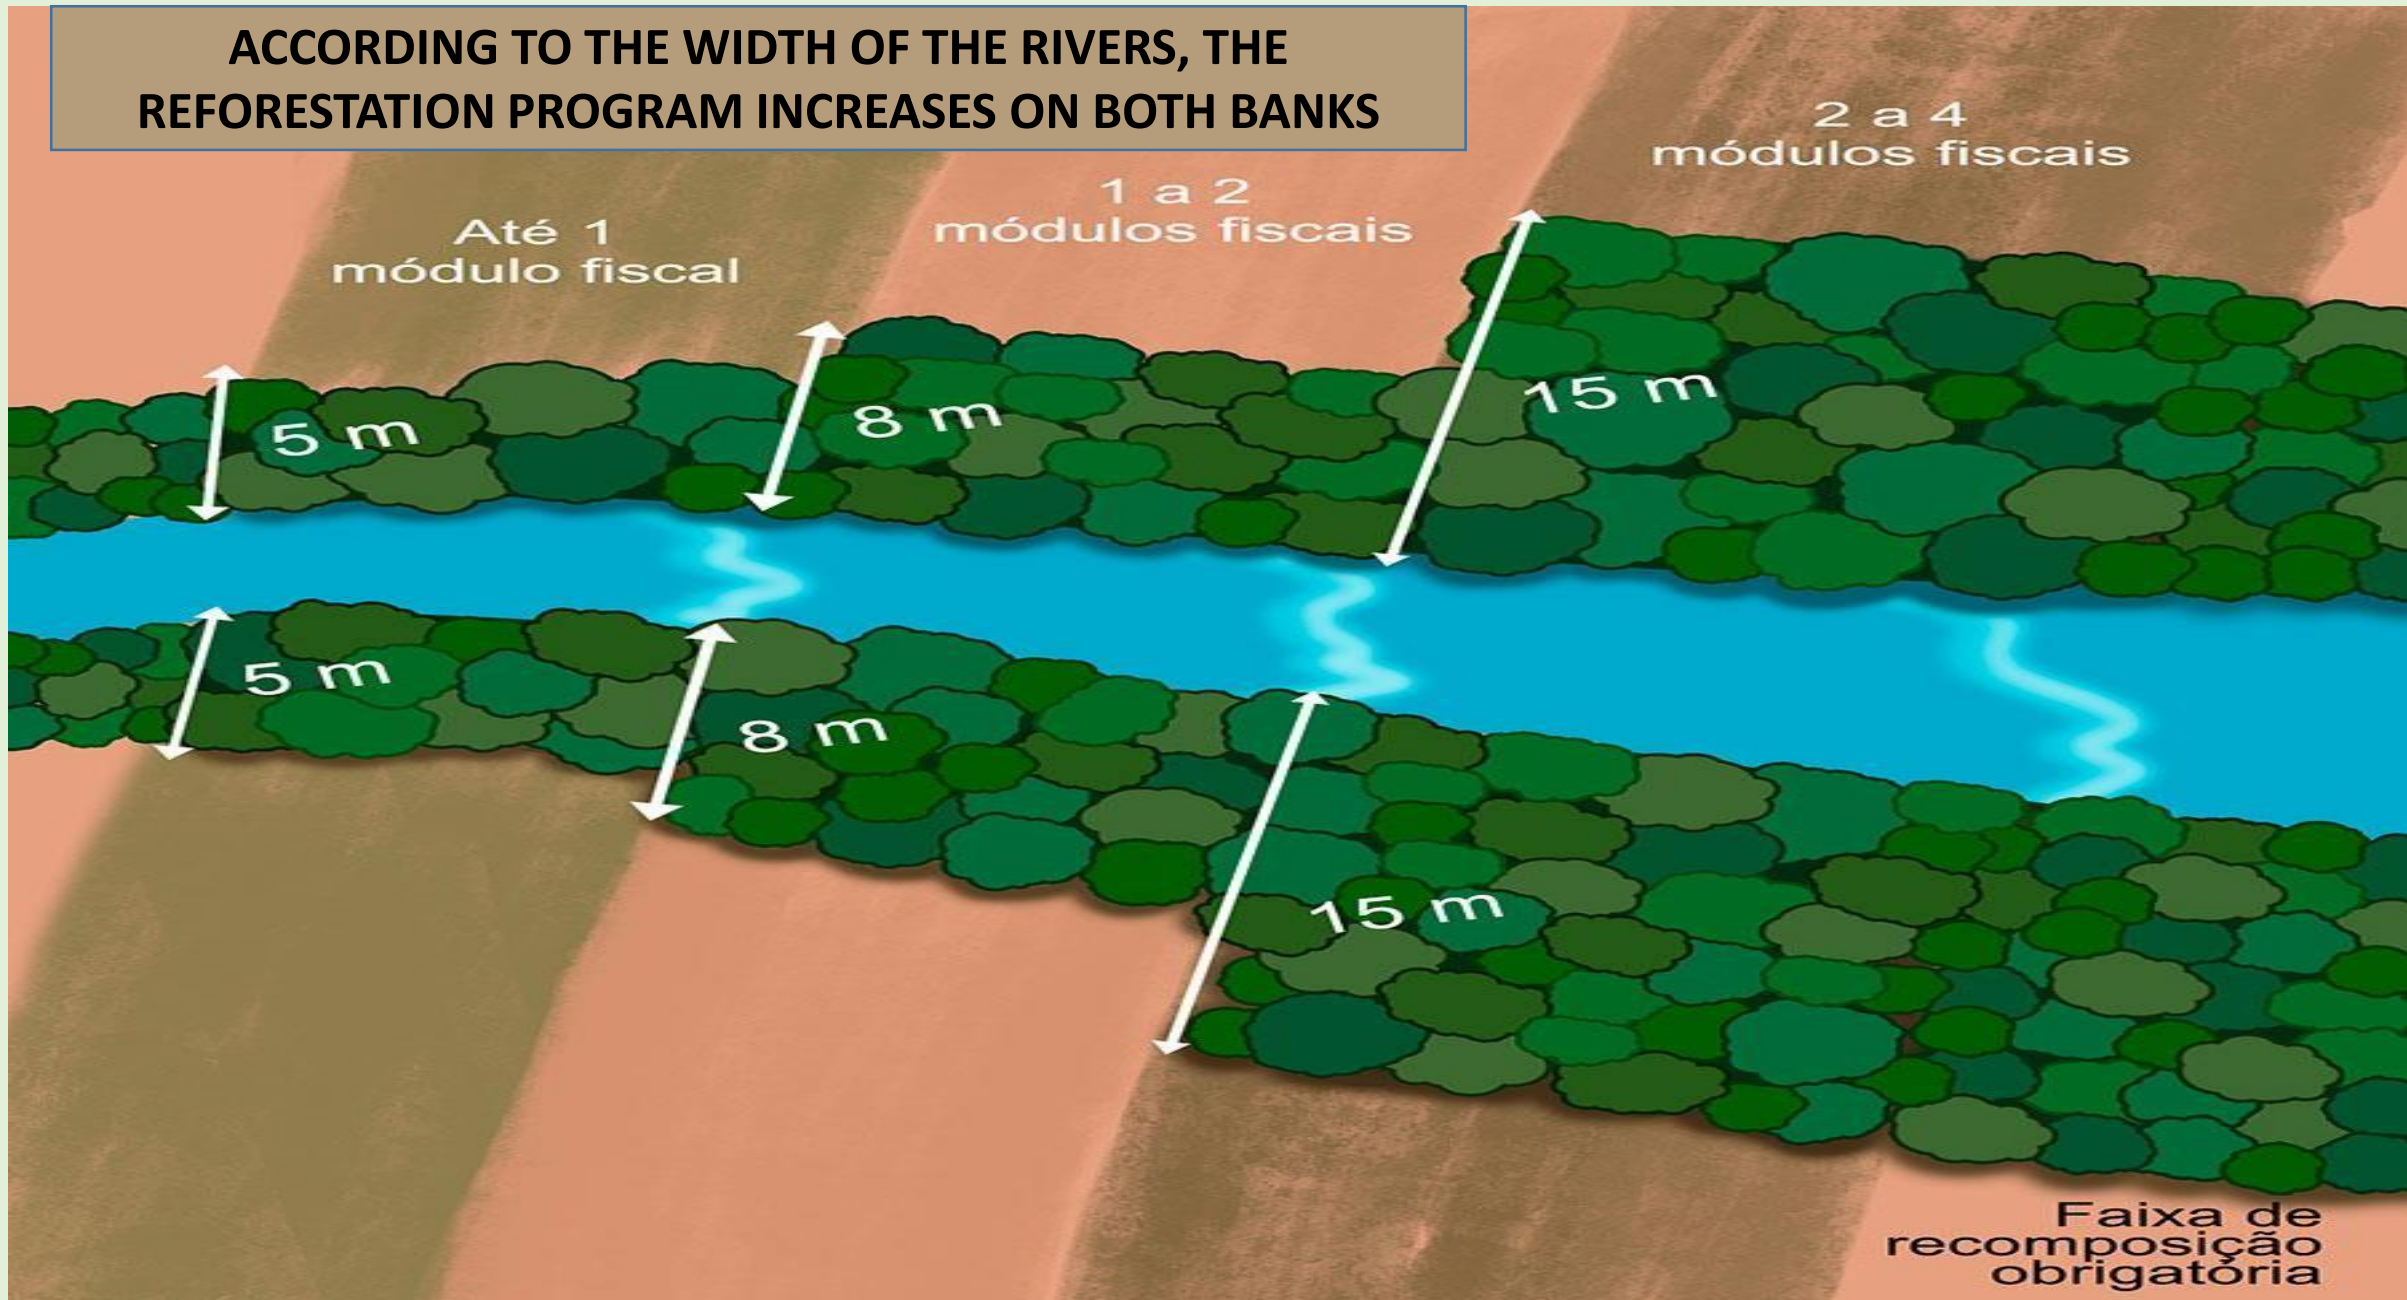 ACCORDING TO THE WIDTH OF THE RIVERS, THE
REFORESTATION PROGRAM INCREASES ON BOTH BANKS
2 a 4
módulos fiscais
1 a 2
módulos fiscais
Até 1
módulo fiscal
15 m
8 m
5 m
5 m
8 m
15 m
Faixa de
recomposição
obrigatória